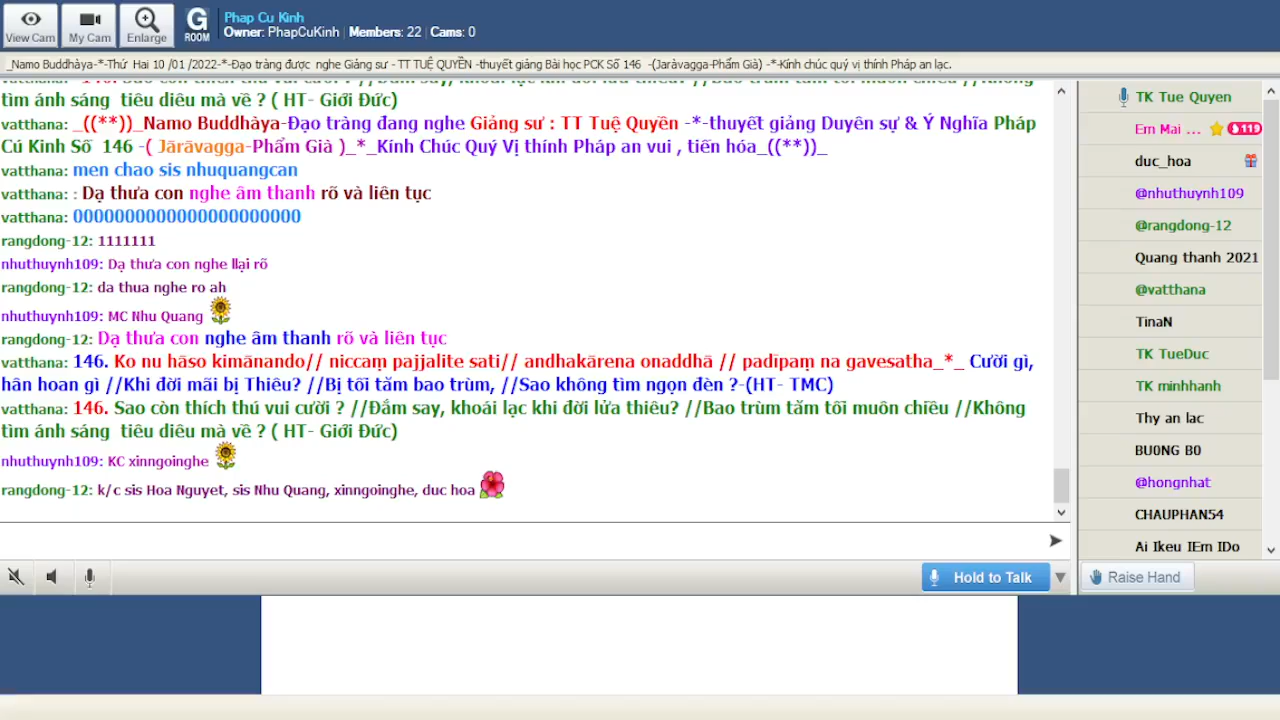 View Cam
My Cam
Enlarge
G
ROOM
Phap Cu Kinh
Owner: PhapCuKinh | Members: 22 | Cams: 0
_Namo Buddhàya-*-Thứ Hai 10 /01 /2022-*-Đạo tràng được nghe Giảng sư - TT TUỆ QUYỀN -thuyết giảng Bài học PCK Số 146 -(Jaràvagga-Phẩm Già) -*-Kính chúc quý vị thính Pháp an lạc.
tìm ánh sáng tiêu diêu mà về ? ( HT- Giới Đức)
vatthana: _((**))_Namo Buddhàya-Đạo tràng đang nghe Giảng sư : TT Tuệ Quyền -*-thuyết giảng Duyên sự & Ý Nghĩa Pháp
Cú Kinh Số 146 -( Jārāvagga-Phẩm Già )_*_Kính Chúc Quý Vị thính Pháp an vui , tiến hóa_((**))_
vatthana: men chao sis nhuquangcan
vatthana: : Dạ thưa con nghe âm thanh rõ và liên tục
vatthana: 0000000000000000000000
rangdong-12: 1111111
nhuthuynh109: Dạ thưa con nghe llại rõ
rangdong-12: da thua nghe ro ah
nhuthuynh109: MC Nhu Quang
rangdong-12: Dạ thưa con nghe âm thanh rõ và liên tục
vatthana: 146. Ko nu hāso kimānando// niccaṃ pajjalite sati// andhakārena onaddhā // padīpaṃ na gavesatha_*_ Cười gì,
hân hoan gì //Khi đời mãi bị Thiêu? //Bị tối tăm bao trùm, //Sao không tìm ngọn đèn ?-(HT- TMC)
vatthana: 146. Sao còn thích thú vui cười ? //Đắm say, khoái lạc khi đời lửa thiêu? //Bao trùm tăm tối muôn chiều //Không
tìm ánh sáng tiêu diêu mà về ? ( HT- Giới Đức)
nhuthuynh109: KC xinngoinghe
rangdong-12: k/c sis Hoa Nguyet, sis Nhu Quang, xinngoinghe, duc hoa
Hold to Talk
TK Tue Quyen
Em Mai ... 119
duc_hoa
@nhuthuynh109
@rangdong-12
Quang thanh 2021
@vatthana
TinaN
TK TueDuc
TK minhhanh
Thy an lac
BU0NG B0
@hongnhat
CHAUPHAN54
Ai Ikeu IEm IDo
Raise Hand